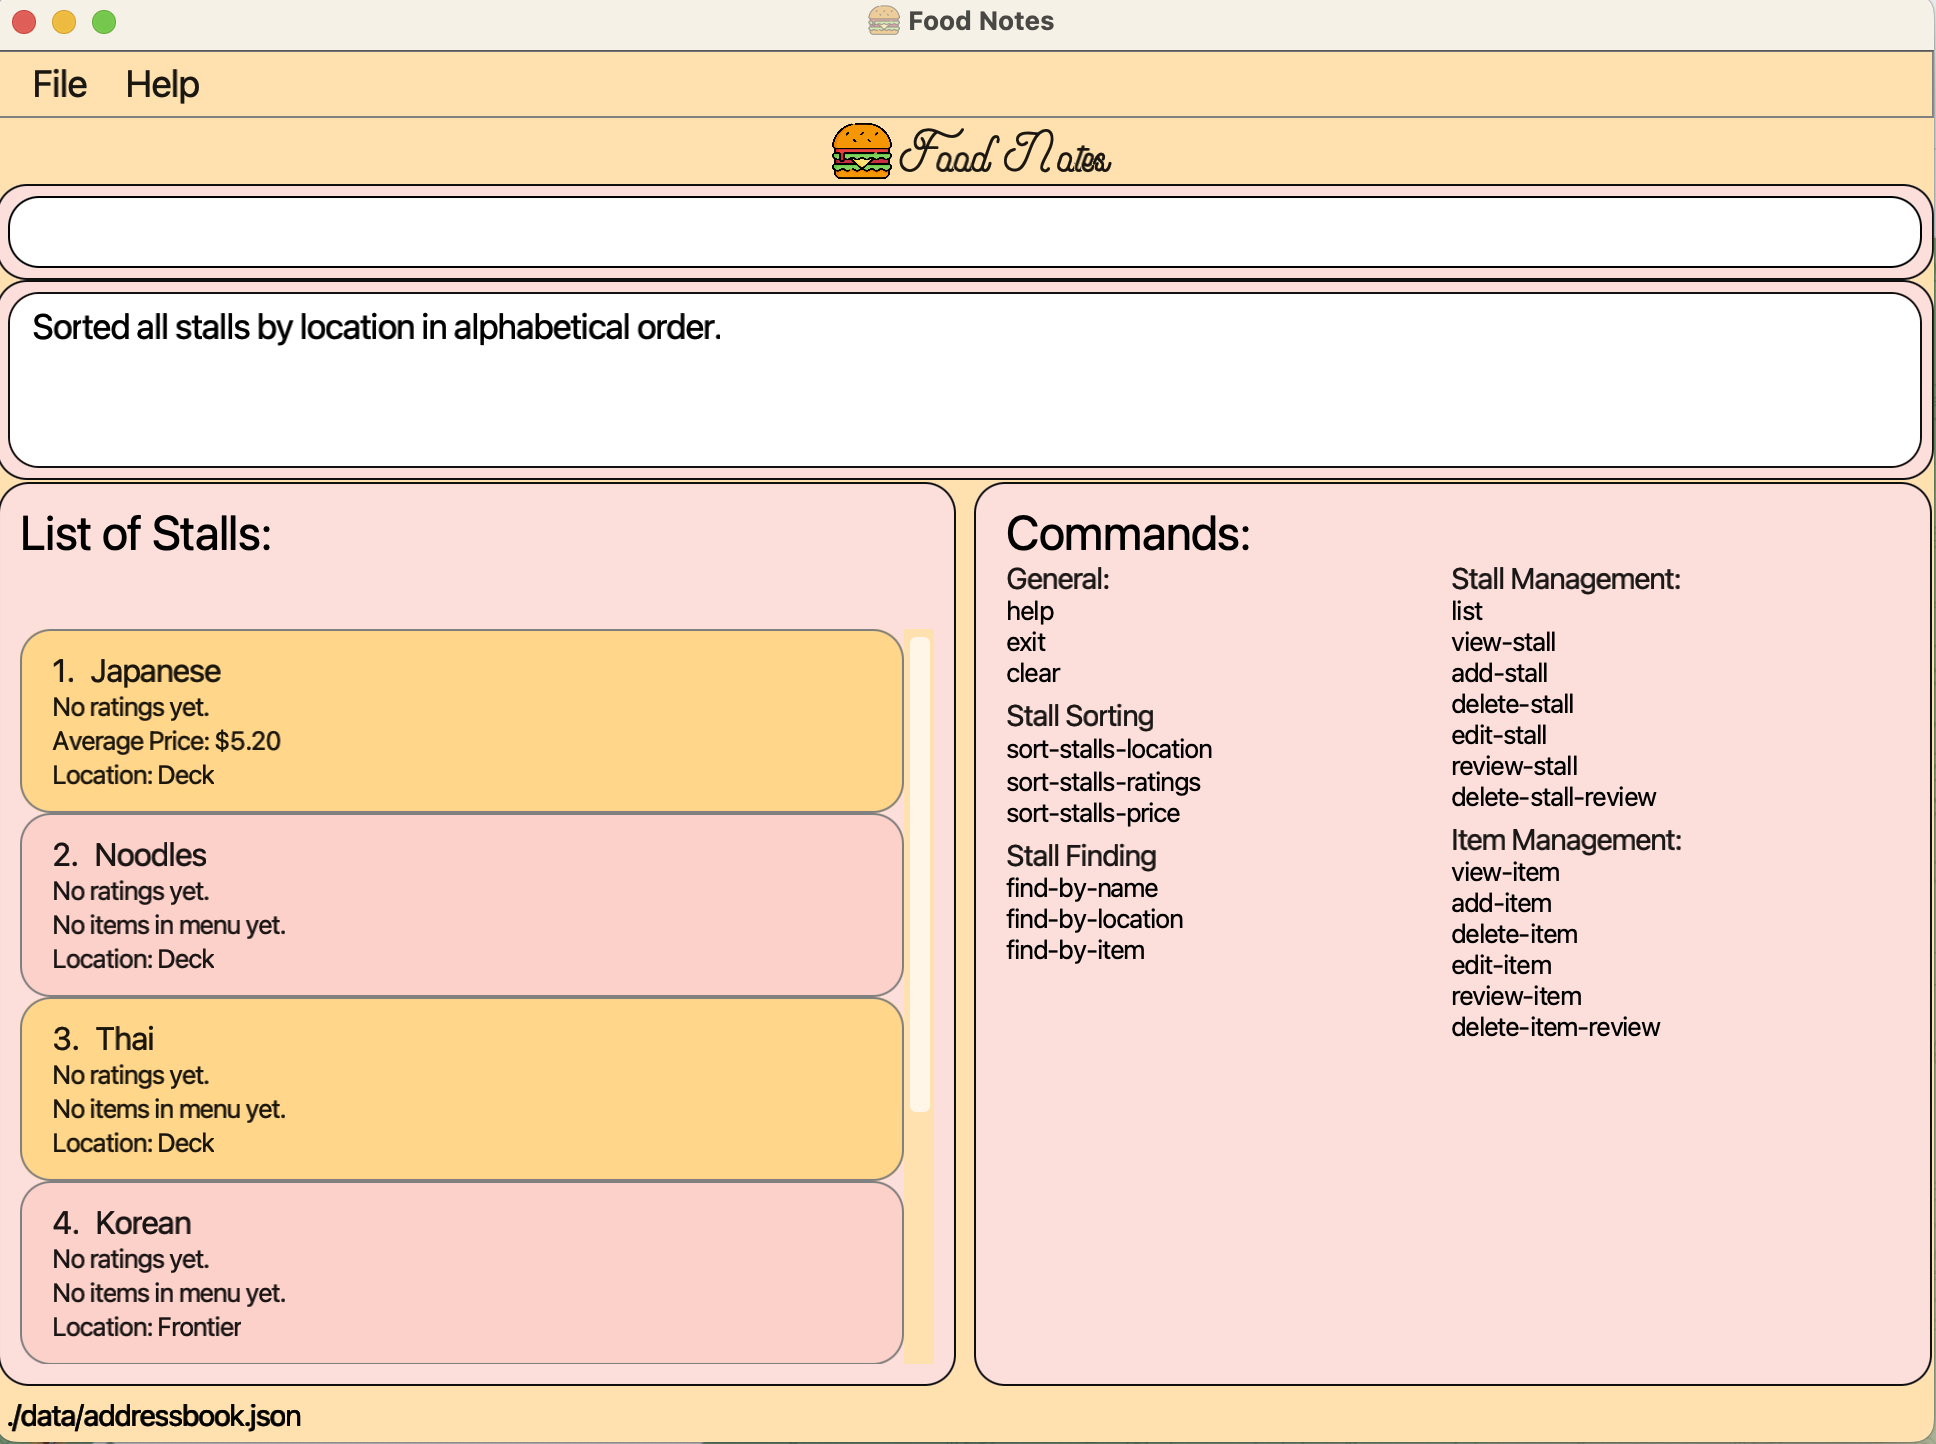 Food Notes
File Help
Food Notes
Sorted all stalls by location in alphabetical order.
List of Stalls:
1. Japanese
No ratings yet.
Average Price: $5.20
Location: Deck
2. Noodles
No ratings yet.
No items in menu yet.
Location: Deck
3. Thai
No ratings yet.
No items in menu yet.
Location: Deck
4. Korean
No ratings yet.
No items in menu yet.
Location: Frontier
Commands:
General:
help
exit
clear
Stall Sorting
sort-stalls-location
sort-stalls-ratings
sort-stalls-price
Stall Finding
find-by-name
find-by-location
find-by-item
Stall Management:
list
view-stall
add-stall
delete-stall
edit-stall
review-stall
delete-stall-review
Item Management:
view-item
add-item
delete-item
edit-item
review-item
delete-item-review
./data/addressbook.json